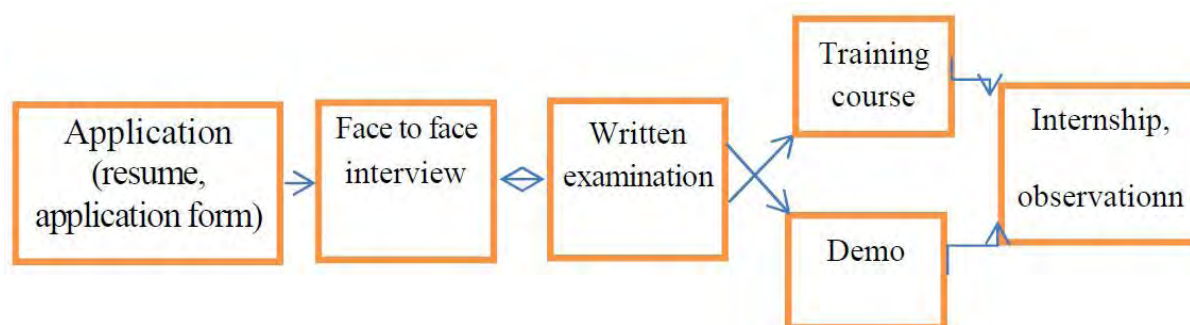 Application
(resume,
application form)
Face to face
interview
Written
examination
Training
course
Demo
Internship,
observationn